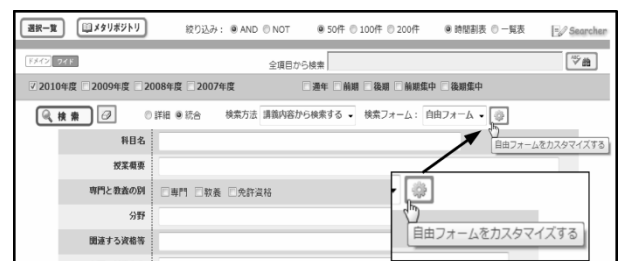 選択一覧 メタリポジトリ 絞り込み： AND NOT 50件 100件 200件 時間割表 一覧表 Searcher
ドメイン ワイド 全項目から検索
2010年度 2009年度 2008年度 2007年度 通年 前期 後期 前期集中 後期集中
検索 詳細 統合 検索方法 講義内容から検索する 検索フォーム： 自由フォーム
自由フォームをカスタマイズする
科目名
授業概要
専門と教養の別 専門 教養 免許資格
分野
関連する資格等
自由フォームをカスタマイズする